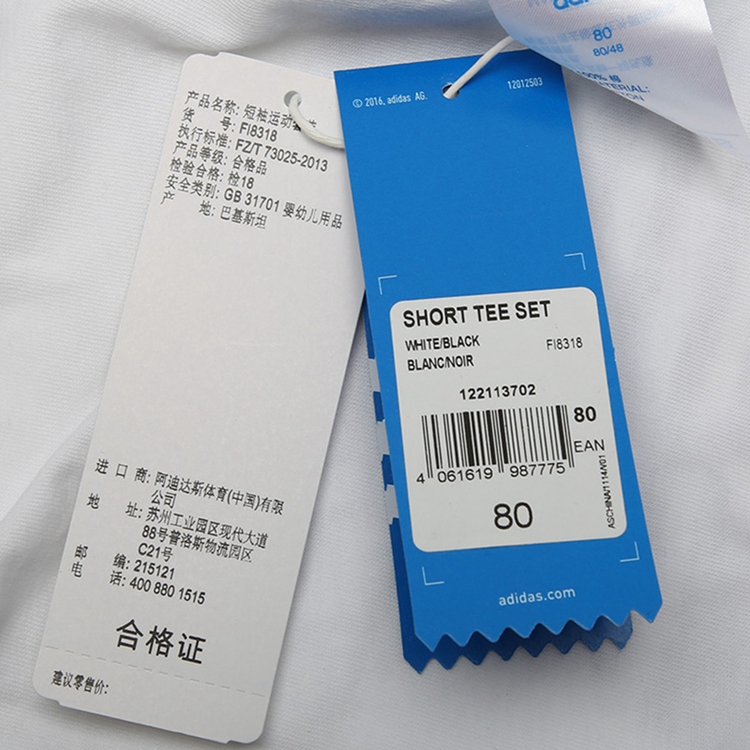 产品名称: 短袖运动套
货 号: FI8318
执行标准: FZ/T 73025-2013
产品等级: 合格品
检验合格: 检18
安全类别: GB 31701 婴幼儿用品
产 地: 巴基斯坦
进 口 商: 阿迪达斯体育(中国)有限
公司
地 址: 苏州工业园区现代大道
88号普洛斯物流园区
C21号
邮 编: 215121
电 话: 400 880 1515
合格证
建议零售价:
© 2016, adidas AG.
12012503
SHORT TEE SET
WHITE/BLACK FI8318
BLANC/NOIR
122113702
80
EAN
4 061619 987775
ASCHINA/1114/V01
80
adidas.com
80
80/48
100% 棉